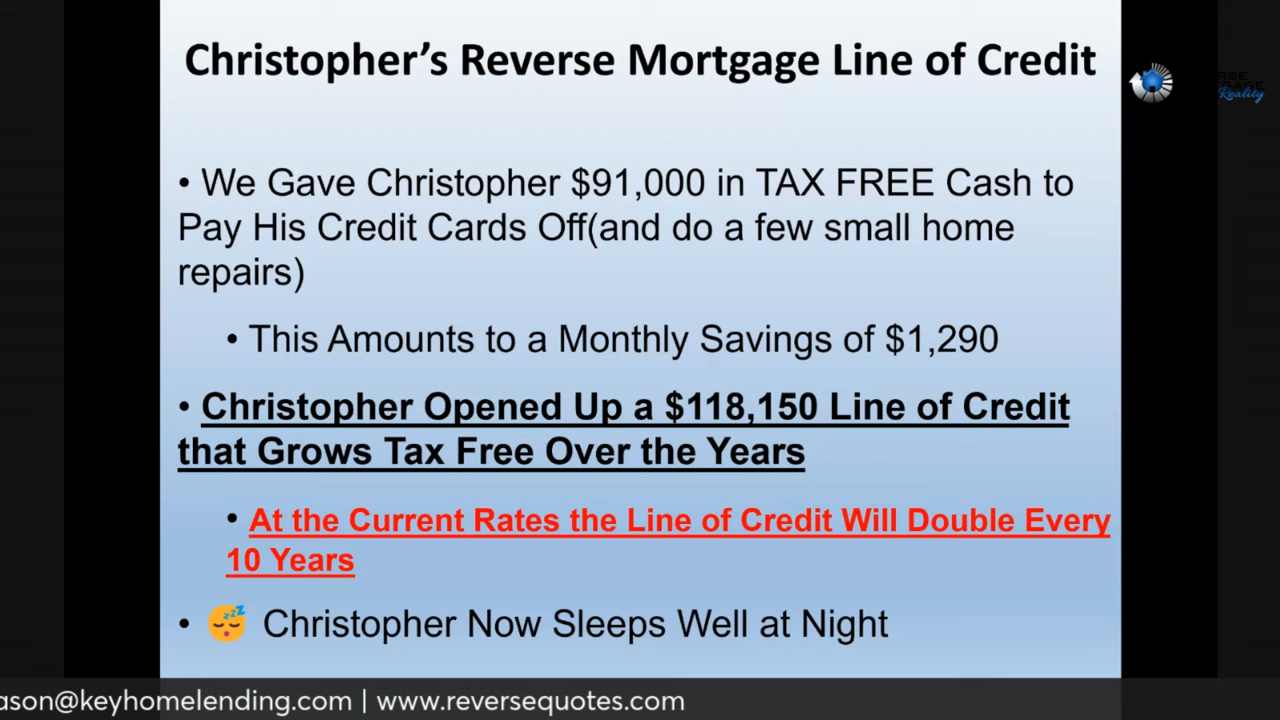 Christopher’s Reverse Mortgage Line of Credit
RSE
Reality
• We Gave Christopher $91,000 in TAX FREE Cash to
Pay His Credit Cards Off(and do a few small home
repairs)
• This Amounts to a Monthly Savings of $1,290
• Christopher Opened Up a $118,150 Line of Credit
that Grows Tax Free Over the Years
• At the Current Rates the Line of Credit Will Double Every
10 Years
• 😴 Christopher Now Sleeps Well at Night
ason@keyhomelending.com | www.reversequotes.com